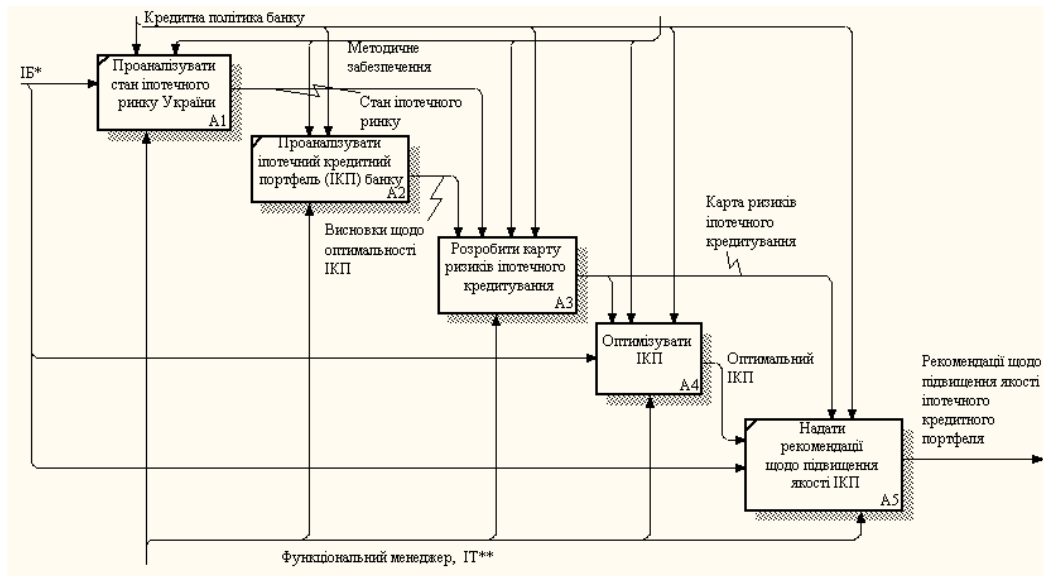 Кредитна політика банку
Методичне
забезпечення
ІБ*
Проаналізувати
стан іпотечного
ринку України
А1
Стан іпотечного
ринку
Проаналізувати
іпотечний кредитний
портфель (ІКП) банку
А2
Висновки щодо
оптимальності
ІКП
Карта ризиків
іпотечного
кредитування
Розробити карту
ризиків іпотечного
кредитування
А3
Оптимізувати
ІКП
А4
Оптимальний
ІКП
Рекомендації щодо
підвищення якості
іпотечного
кредитного
портфеля
Надати
рекомендації
щодо підвищення
якості ІКП
А5
Функціональний менеджер, ІТ**